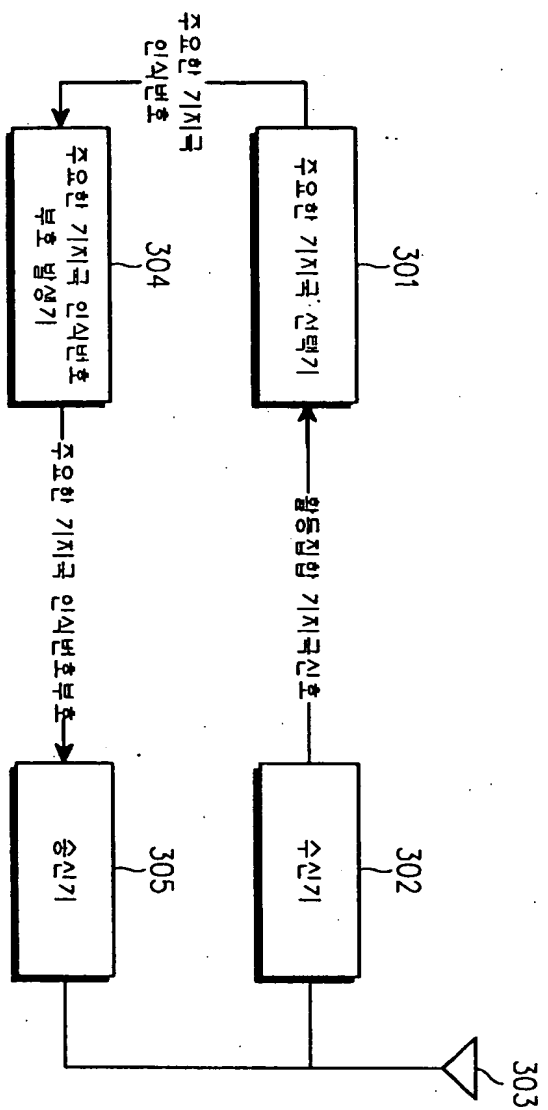 303
302
수신기
활동집합 기지국신호
301
주요한 기지국 선택기
주요한 기지국
인식번호
304
주요한 기지국 인식번호
부호 발생기
주요한 기지국 인식번호부호
305
송신기